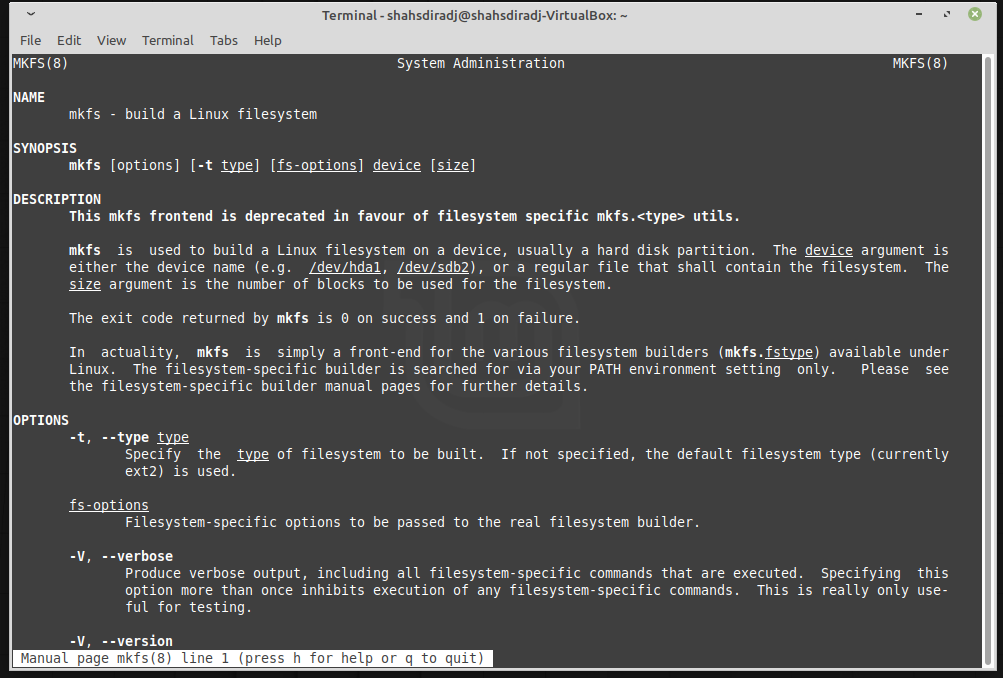 Terminal - shahsdiradj@shahsdiradj-VirtualBox: ~
File Edit View Terminal Tabs Help
MKFS(8) System Administration MKFS(8)
NAME
mkfs - build a Linux filesystem
SYNOPSIS
mkfs [options] [-t type] [fs-options] device [size]
DESCRIPTION
This mkfs frontend is deprecated in favour of filesystem specific mkfs.<type> utils.
mkfs is used to build a Linux filesystem on a device, usually a hard disk partition. The device argument is
either the device name (e.g. /dev/hda1, /dev/sdb2), or a regular file that shall contain the filesystem. The
size argument is the number of blocks to be used for the filesystem.
The exit code returned by mkfs is 0 on success and 1 on failure.
In actuality, mkfs is simply a front-end for the various filesystem builders (mkfs.fstype) available under
Linux. The filesystem-specific builder is searched for via your PATH environment setting only. Please see
the filesystem-specific builder manual pages for further details.
OPTIONS
-t, --type type
Specify the type of filesystem to be built. If not specified, the default filesystem type (currently
ext2) is used.
fs-options
Filesystem-specific options to be passed to the real filesystem builder.
-V, --verbose
Produce verbose output, including all filesystem-specific commands that are executed. Specifying this
option more than once inhibits execution of any filesystem-specific commands. This is really only use-
ful for testing.
-V, --version
Manual page mkfs(8) line 1 (press h for help or q to quit)